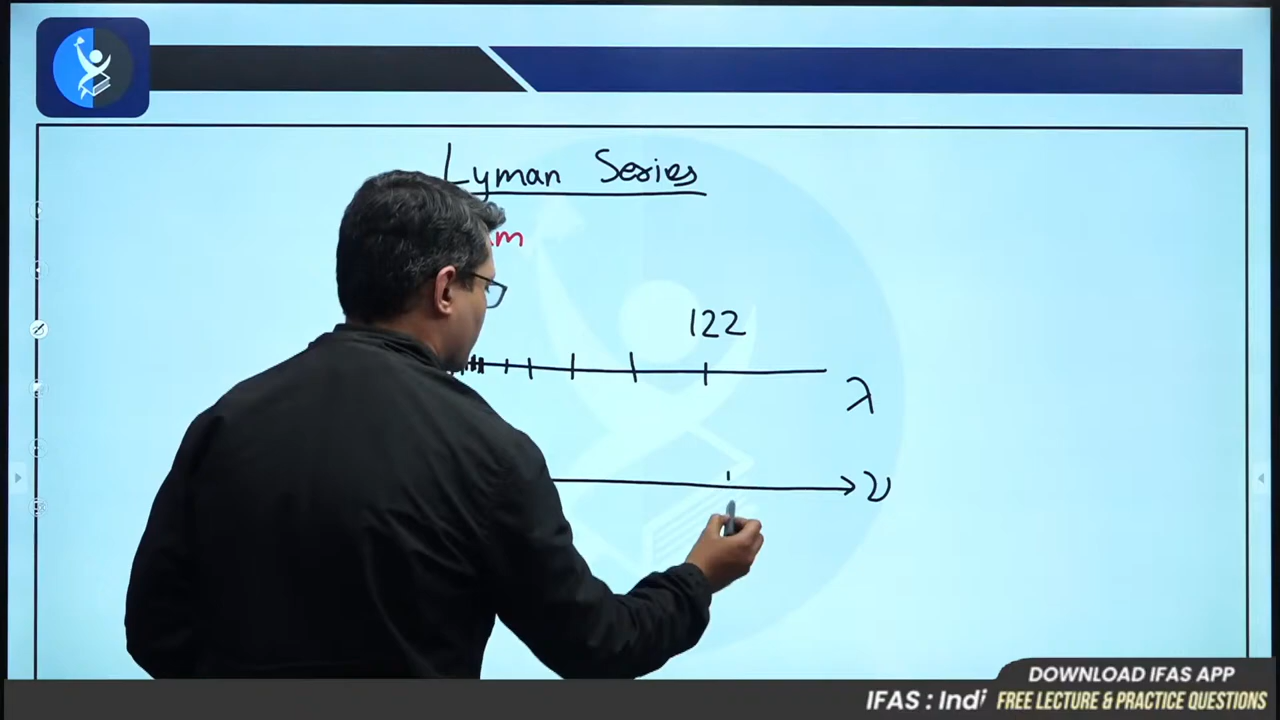 Lyman Series
122
λ
ν
DOWNLOAD IFAS APP
IFAS : Indi FREE LECTURE & PRACTICE QUESTIONS